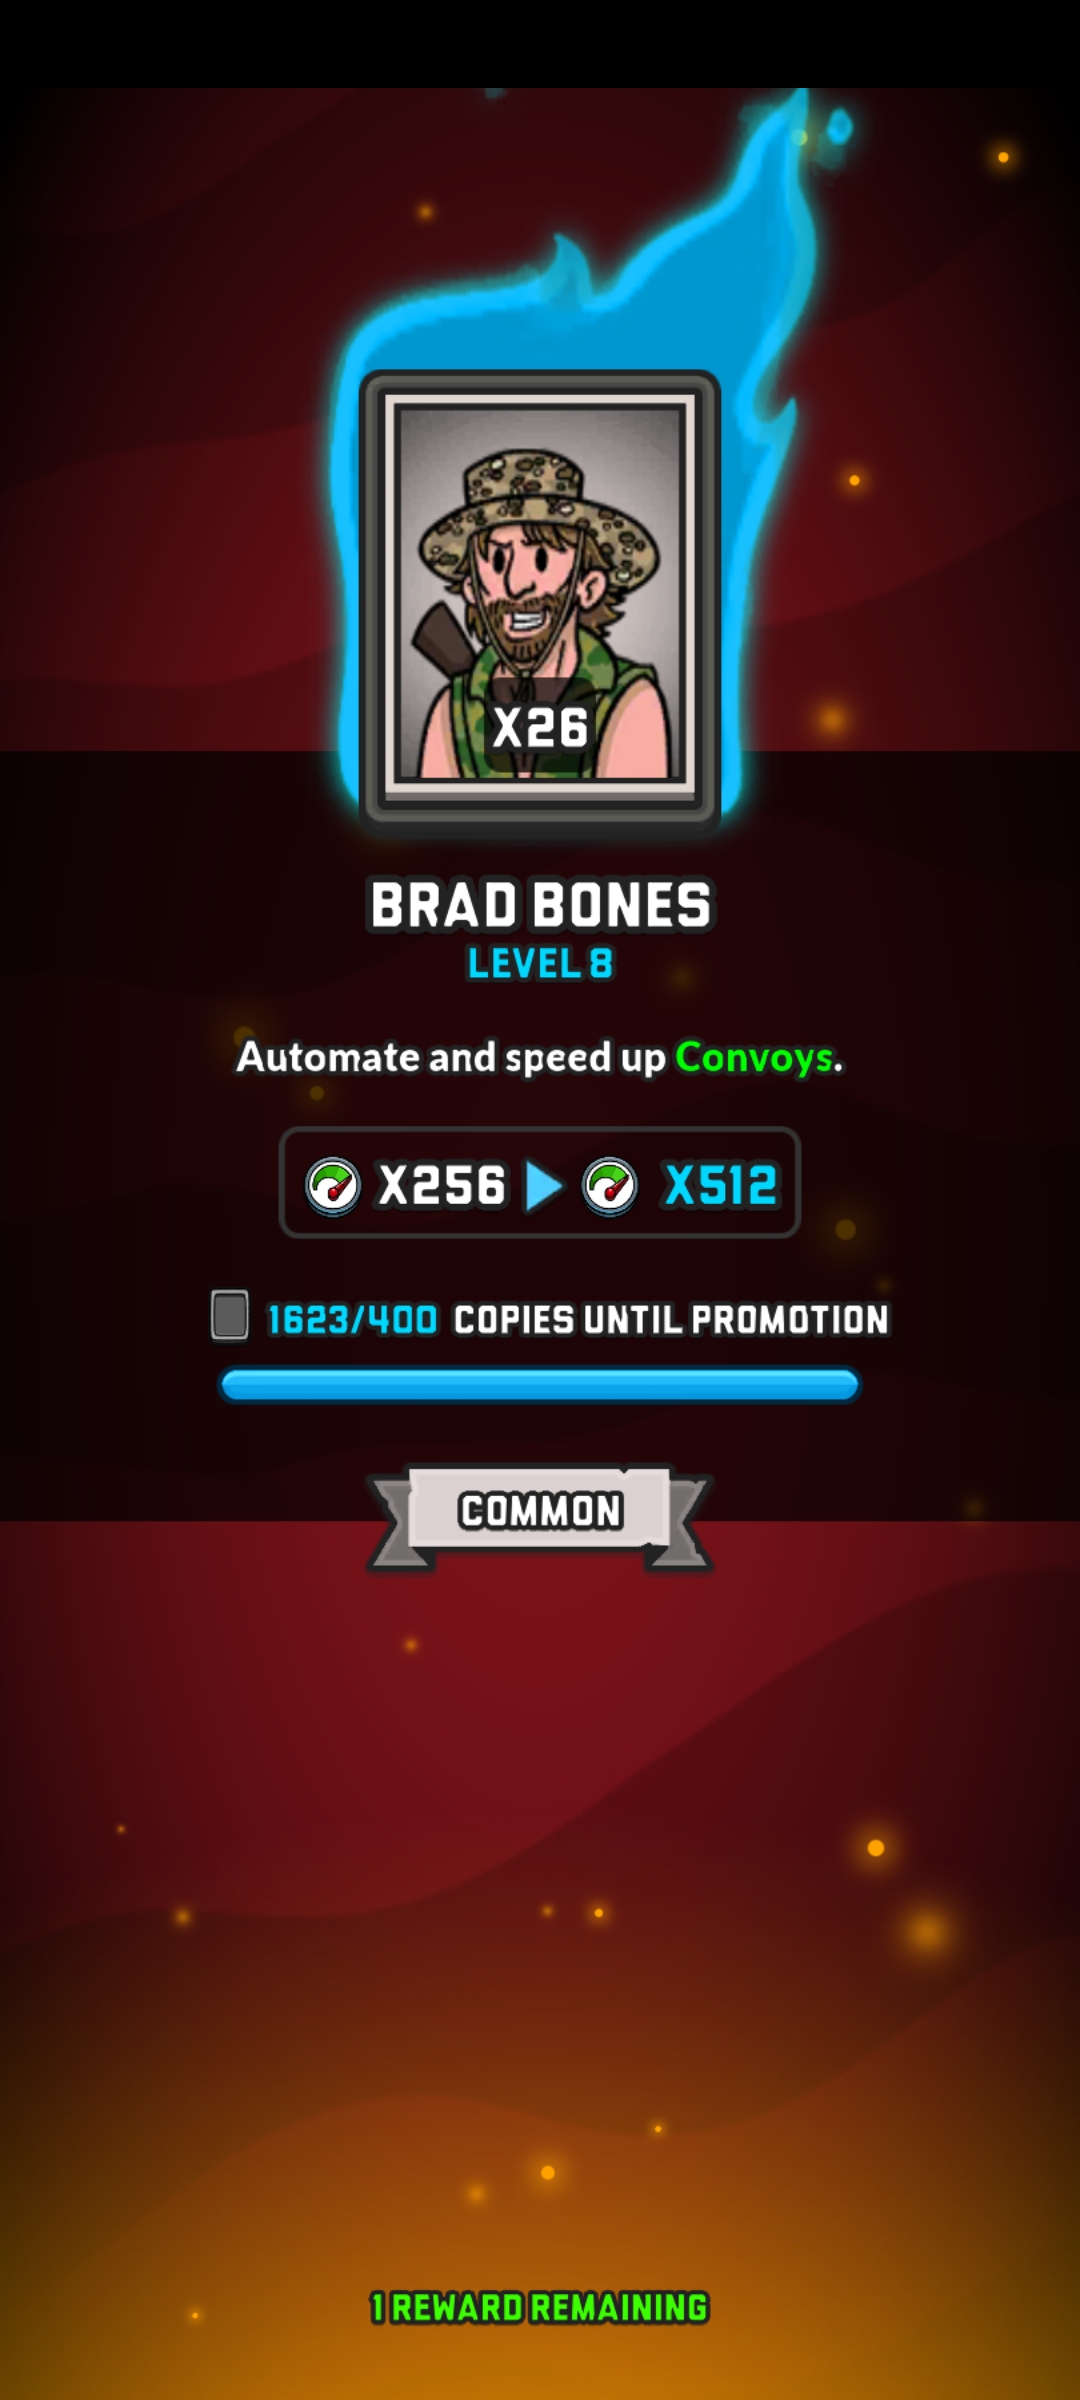 X26
BRAD BONES
LEVEL 8
Automate and speed up Convoys.
X256 X512
1623/400 COPIES UNTIL PROMOTION
COMMON
1 REWARD REMAINING